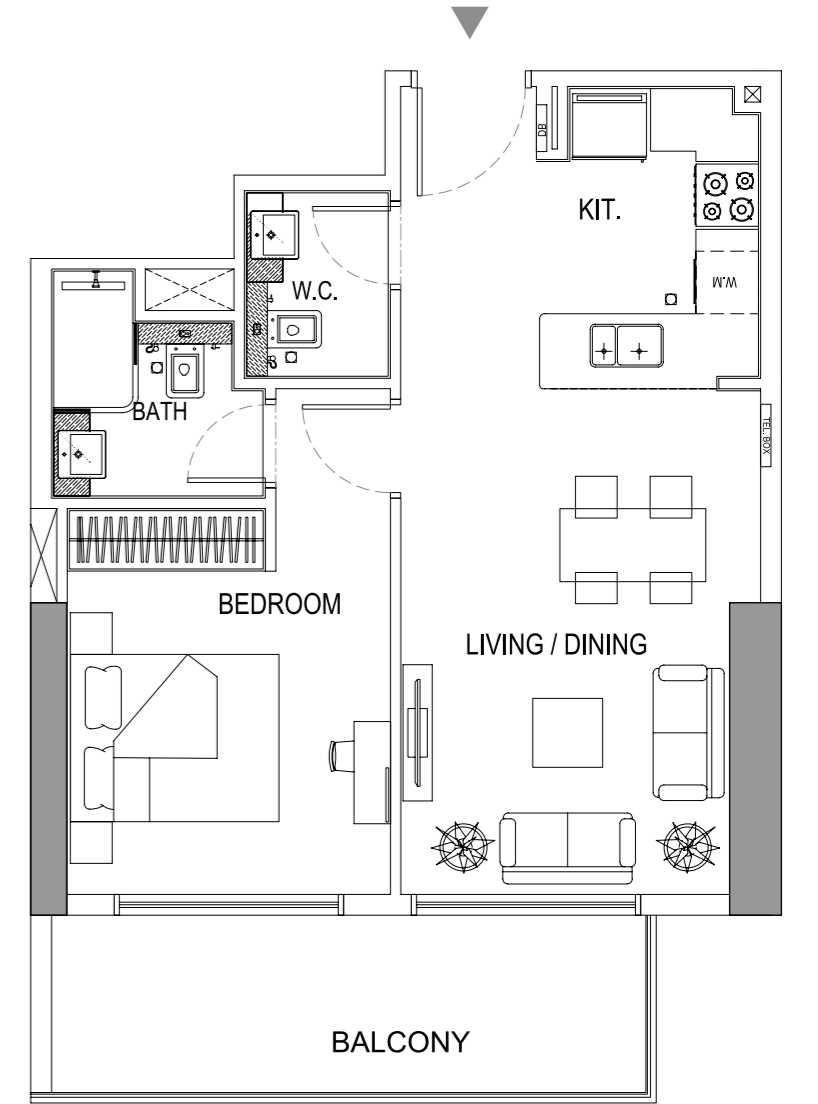 DB
KIT.
W.M
W.C.
BATH
TEL. BOX
BEDROOM
LIVING / DINING
BALCONY